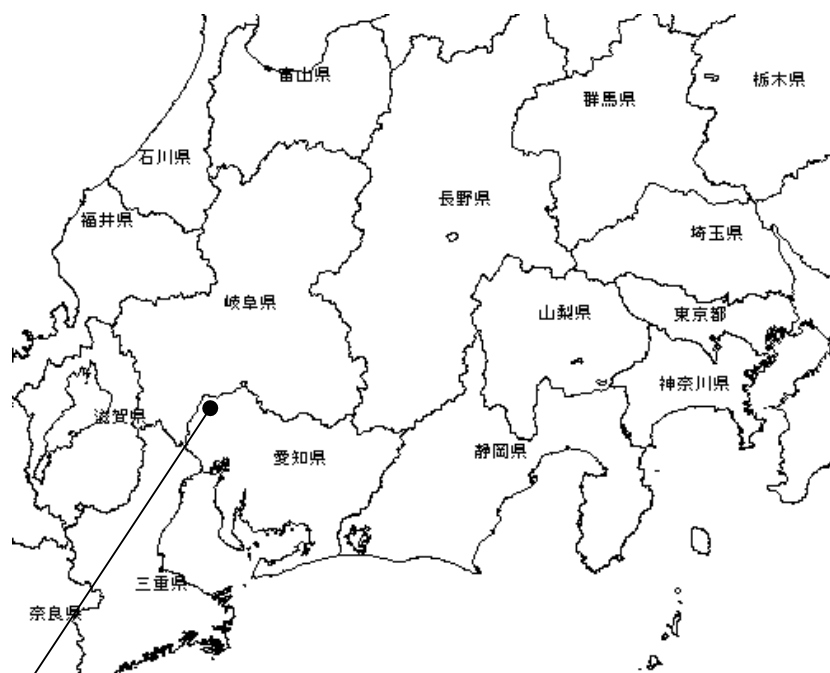 富山県
栃木県
群馬県
石川県
長野県
福井県
埼玉県
岐阜県
山梨県
東京都
神奈川県
滋賀県
愛知県
静岡県
三重県
奈良県